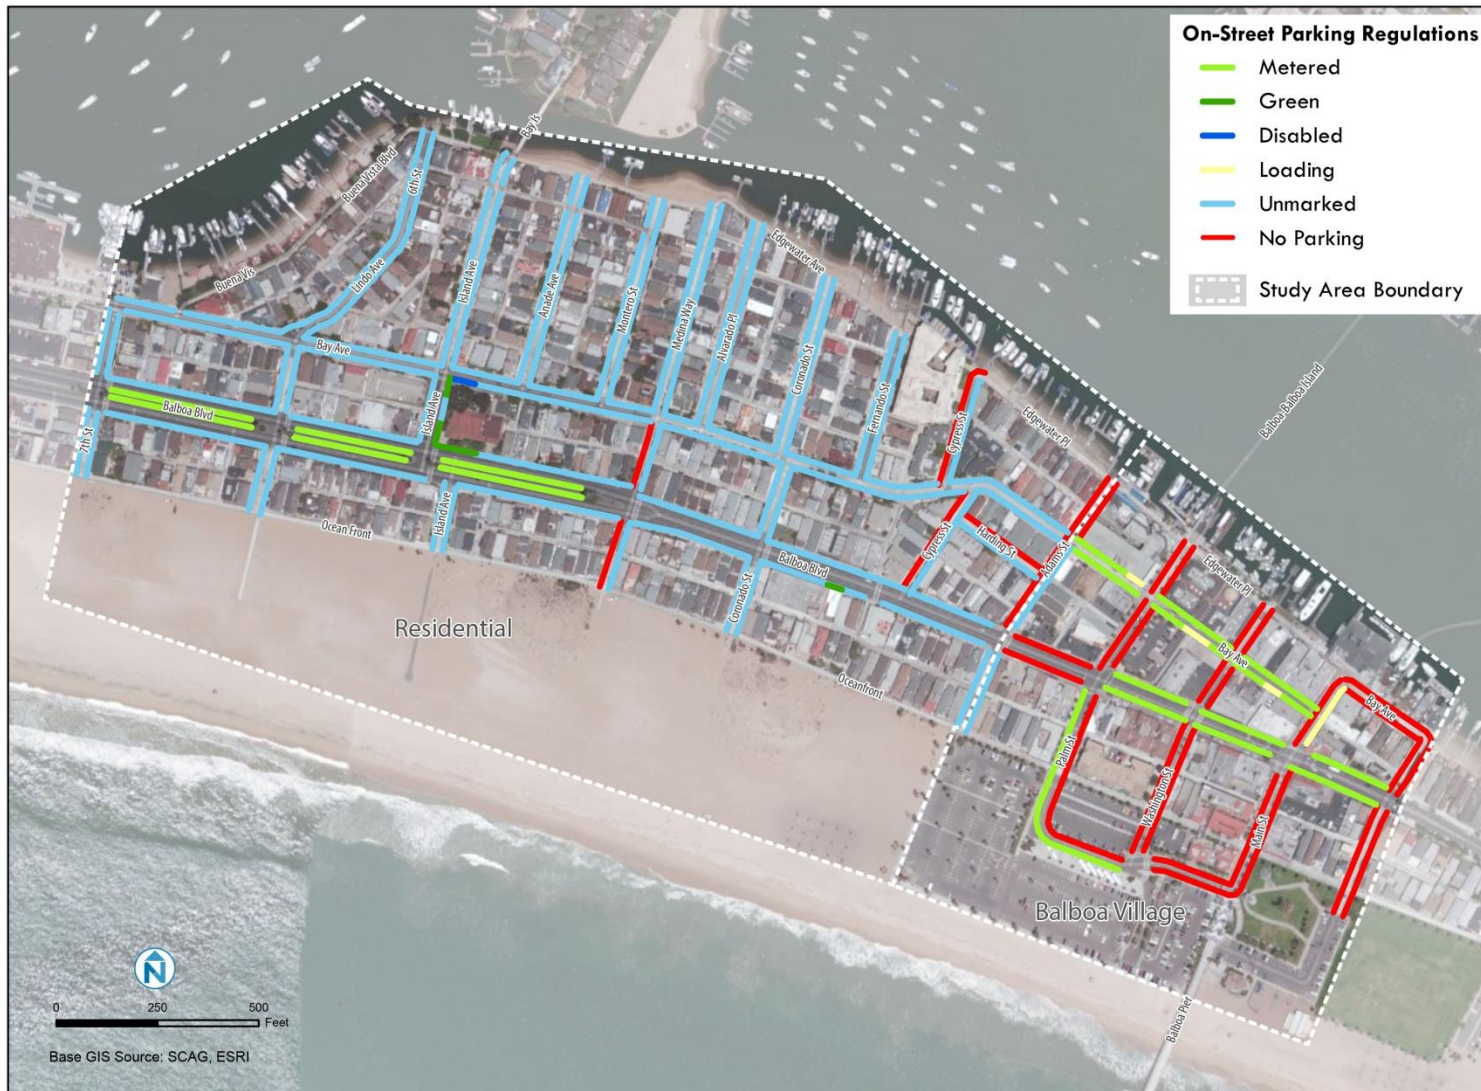 On-Street Parking Regulations
Metered
Green
Disabled
Loading
Unmarked
No Parking
Study Area Boundary
Bay Is
Buena Vista Blvd
6th St
Buena Vis
Lindo Ave
Island Ave
Anade Ave
Montero St
Medina Way
Alvarado Pl
Edgewater Ave
Coronado St
Fernando St
Cypress St
Edgewater Pl
Balboa-Balboa Island
Bay Ave
Balboa Blvd
Island Ave
7th St
Island Ave
Ocean Front
Cypress St
Harding St
Adams St
Balboa Blvd
Coronado St
Edgewater Pl
Bay Ave
Bay Ave
Residential
Oceanfront
Palm St
Washington St
Main St
Balboa Village
Balboa Pier
N
0 250 500
Feet
Base GIS Source: SCAG, ESRI